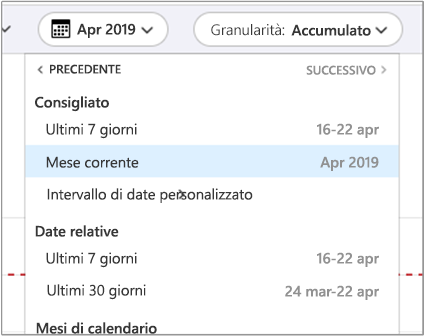 Apr 2019 Granularità: Accumulato
PRECEDENTE SUCCESSIVO
Consigliato
Ultimi 7 giorni 16-22 apr
Mese corrente Apr 2019
Intervallo di date personalizzato
Date relative
Ultimi 7 giorni 16-22 apr
Ultimi 30 giorni 24 mar-22 apr
Mesi di calendario